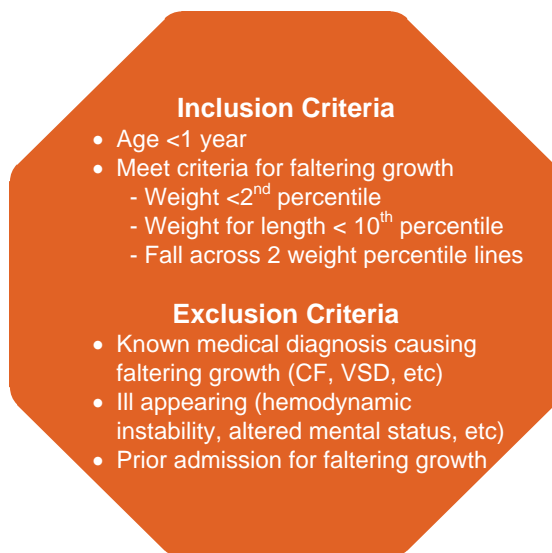 Inclusion Criteria
• Age <1 year
• Meet criteria for faltering growth
- Weight <2nd percentile
- Weight for length < 10th percentile
- Fall across 2 weight percentile lines
Exclusion Criteria
• Known medical diagnosis causing
faltering growth (CF, VSD, etc)
• Ill appearing (hemodynamic
instability, altered mental status, etc)
• Prior admission for faltering growth